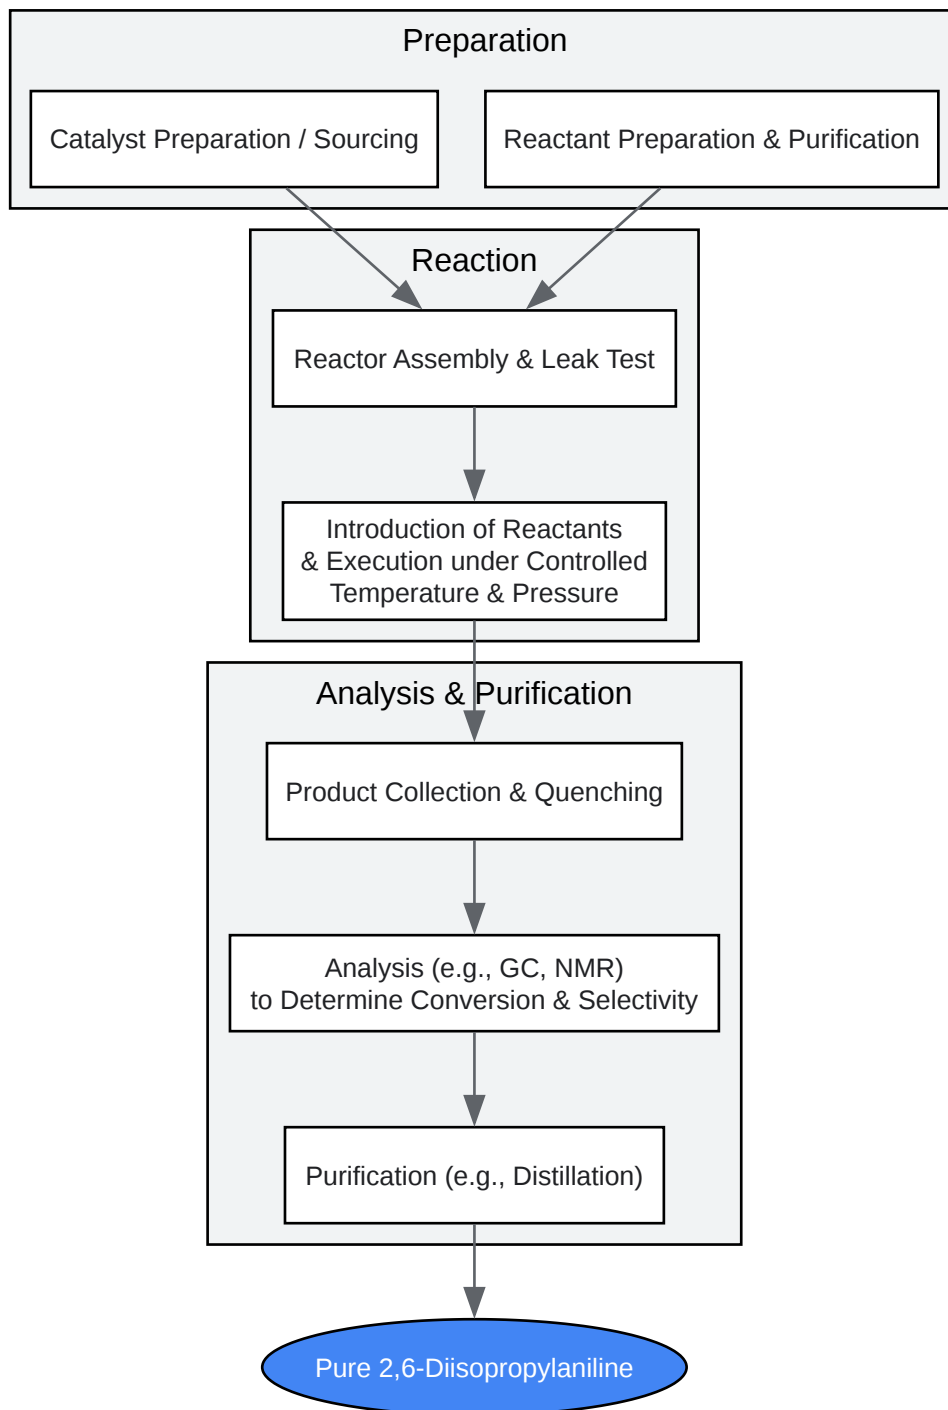 Preparation
Catalyst Preparation / Sourcing
Reactant Preparation & Purification
Reaction
Reactor Assembly & Leak Test
Introduction of Reactants
& Execution under Controlled
Temperature & Pressure
Analysis & Purification
Product Collection & Quenching
Analysis (e.g., GC, NMR)
to Determine Conversion & Selectivity
Purification (e.g., Distillation)
Pure 2,6-Diisopropylaniline